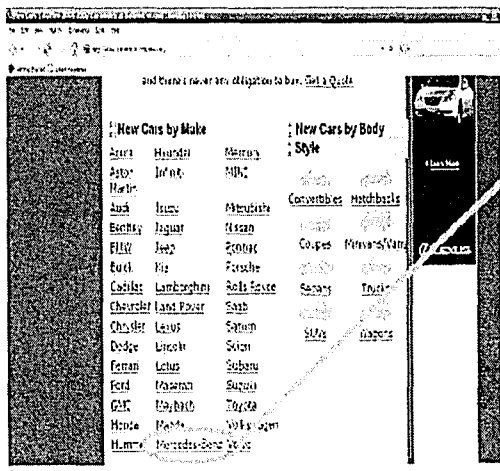 and there's never any obligation to buy. Get a Quote
New Cars by Make
Acura Hyundai Mercury
Aston Martin Infiniti MINI
Audi Isuzu Mitsubishi
Bentley Jaguar Nissan
BMW Jeep Pontiac
Buick Kia Porsche
Cadillac Lamborghini Rolls Royce
Chevrolet Land Rover Saab
Chrysler Lexus Saturn
Dodge Lincoln Scion
Ferrari Lotus Subaru
Ford Maserati Suzuki
GMC Maybach Toyota
Honda Mazda Volkswagen
Hummer Mercedes-Benz Volvo
New Cars by Body Style
Convertibles Hatchbacks
Coupes Minivans/Vans
Sedans Trucks
SUVs Wagons
LEXUS